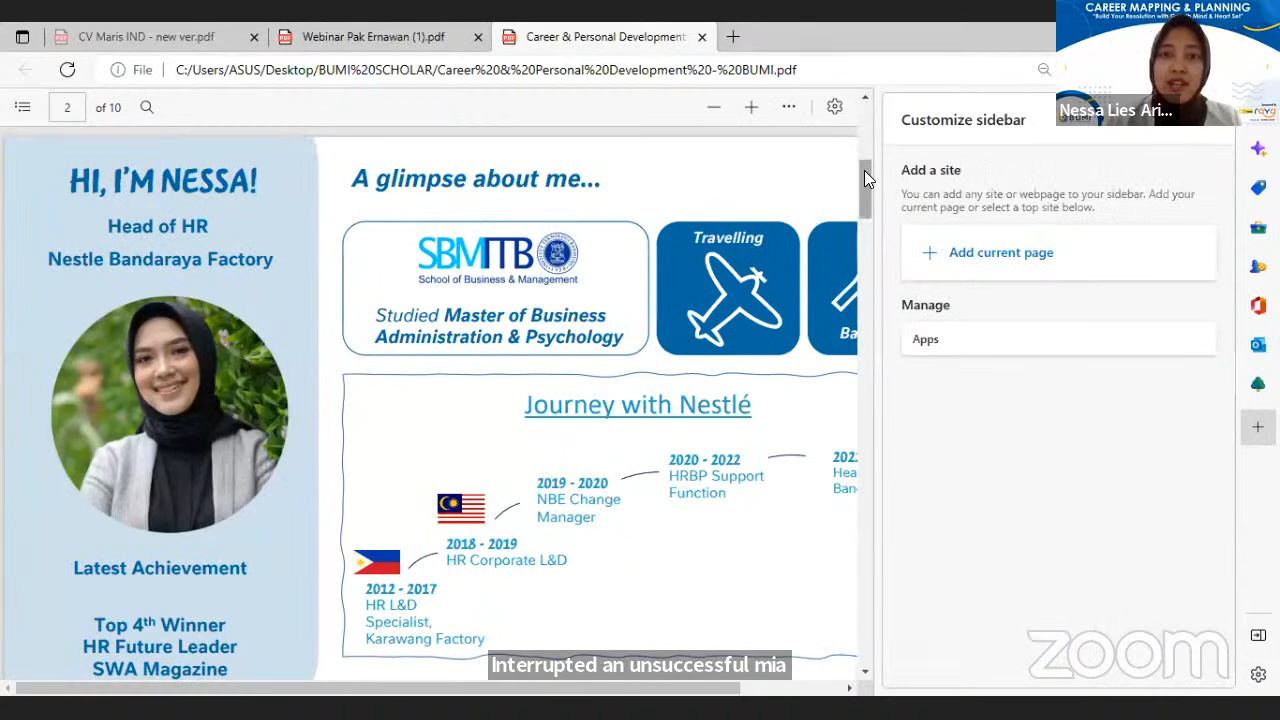 CV Maris IND - new ver.pdf
Webinar Pak Ernawan (1).pdf
Career & Personal Development
File
C:/Users/ASUS/Desktop/BUMI%20SCHOLAR/Career%20&%20Personal%20Development%20-%20BUMI.pdf
2 of 10
CAREER MAPPING & PLANNING
Nessa Lies Ari...
HI, I'M NESSA!
Head of HR
Nestle Bandaraya Factory
Latest Achievement
Top 4th Winner
HR Future Leader
SWA Magazine
A glimpse about me...
SBMITB
School of Business & Management
Studied Master of Business
Administration & Psychology
Travelling
Ba
Journey with Nestlé
2020 - 2022
HRBP Support
Function
202
Hea
Ban
2019 - 2020
NBE Change
Manager
2018 - 2019
HR Corporate L&D
2012 - 2017
HR L&D
Specialist,
Karawang Factory
Customize sidebar
Add a site
You can add any site or webpage to your sidebar. Add your
current page or select a top site below.
Add current page
Manage
Apps
zoom
Interrupted an unsuccessful mia